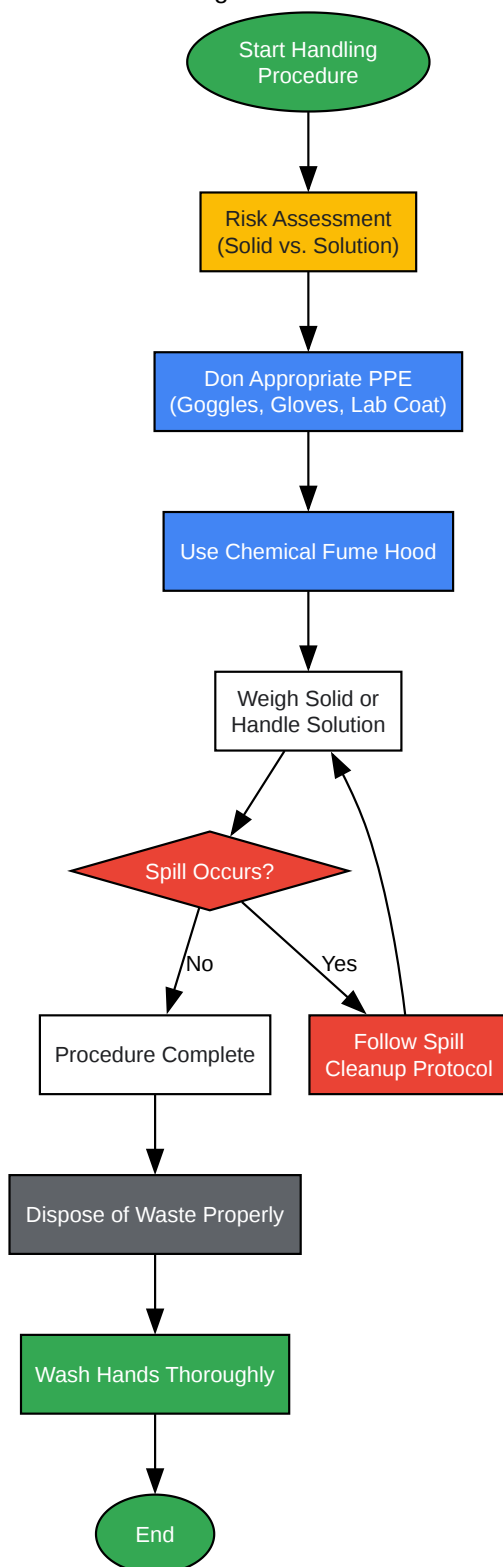 Start Handling
Procedure
Risk Assessment
(Solid vs. Solution)
Don Appropriate PPE
(Goggles, Gloves, Lab Coat)
Use Chemical Fume Hood
Weigh Solid or
Handle Solution
Spill Occurs?
No
Yes
Procedure Complete
Follow Spill
Cleanup Protocol
Dispose of Waste Properly
Wash Hands Thoroughly
End